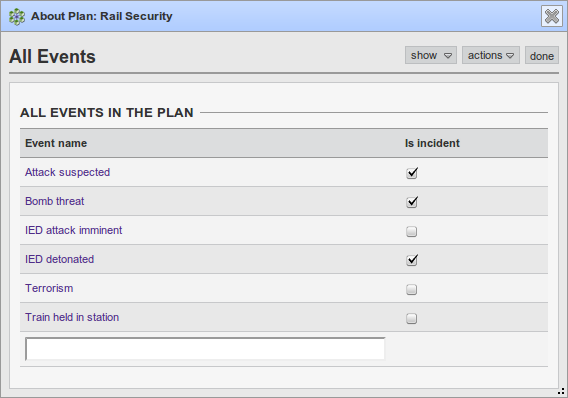 About Plan: Rail Security
All Events
show actions done
ALL EVENTS IN THE PLAN
Event name Is incident
Attack suspected
Bomb threat
IED attack imminent
IED detonated
Terrorism
Train held in station